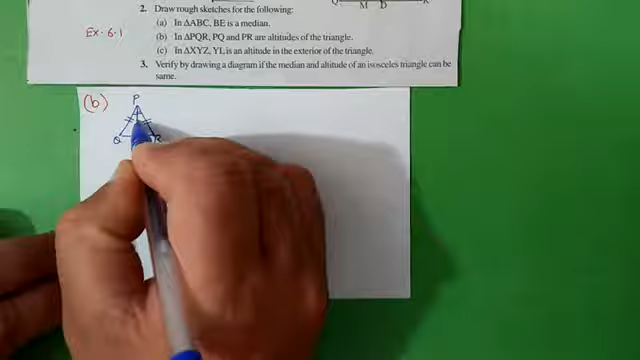 Q M D R
2. Draw rough sketches for the following:
(a) In ΔABC, BE is a median.
Ex-6.1
(b) In ΔPQR, PQ and PR are altitudes of the triangle.
(c) In ΔXYZ, YL is an altitude in the exterior of the triangle.
3. Verify by drawing a diagram if the median and altitude of an isosceles triangle can be
same.
(b)
P
Q R